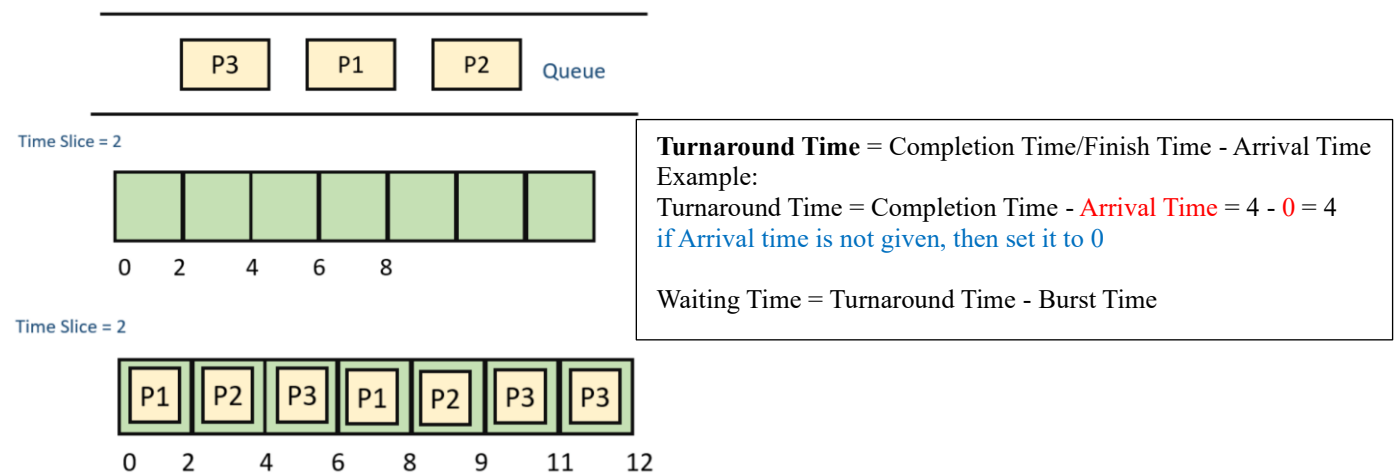 P3 P1 P2 Queue
Time Slice = 2
0 2 4 6 8
Turnaround Time = Completion Time/Finish Time - Arrival Time
Example:
Turnaround Time = Completion Time - Arrival Time = 4 - 0 = 4
if Arrival time is not given, then set it to 0
Waiting Time = Turnaround Time - Burst Time
Time Slice = 2
P1 P2 P3 P1 P2 P3 P3
0 2 4 6 8 9 11 12